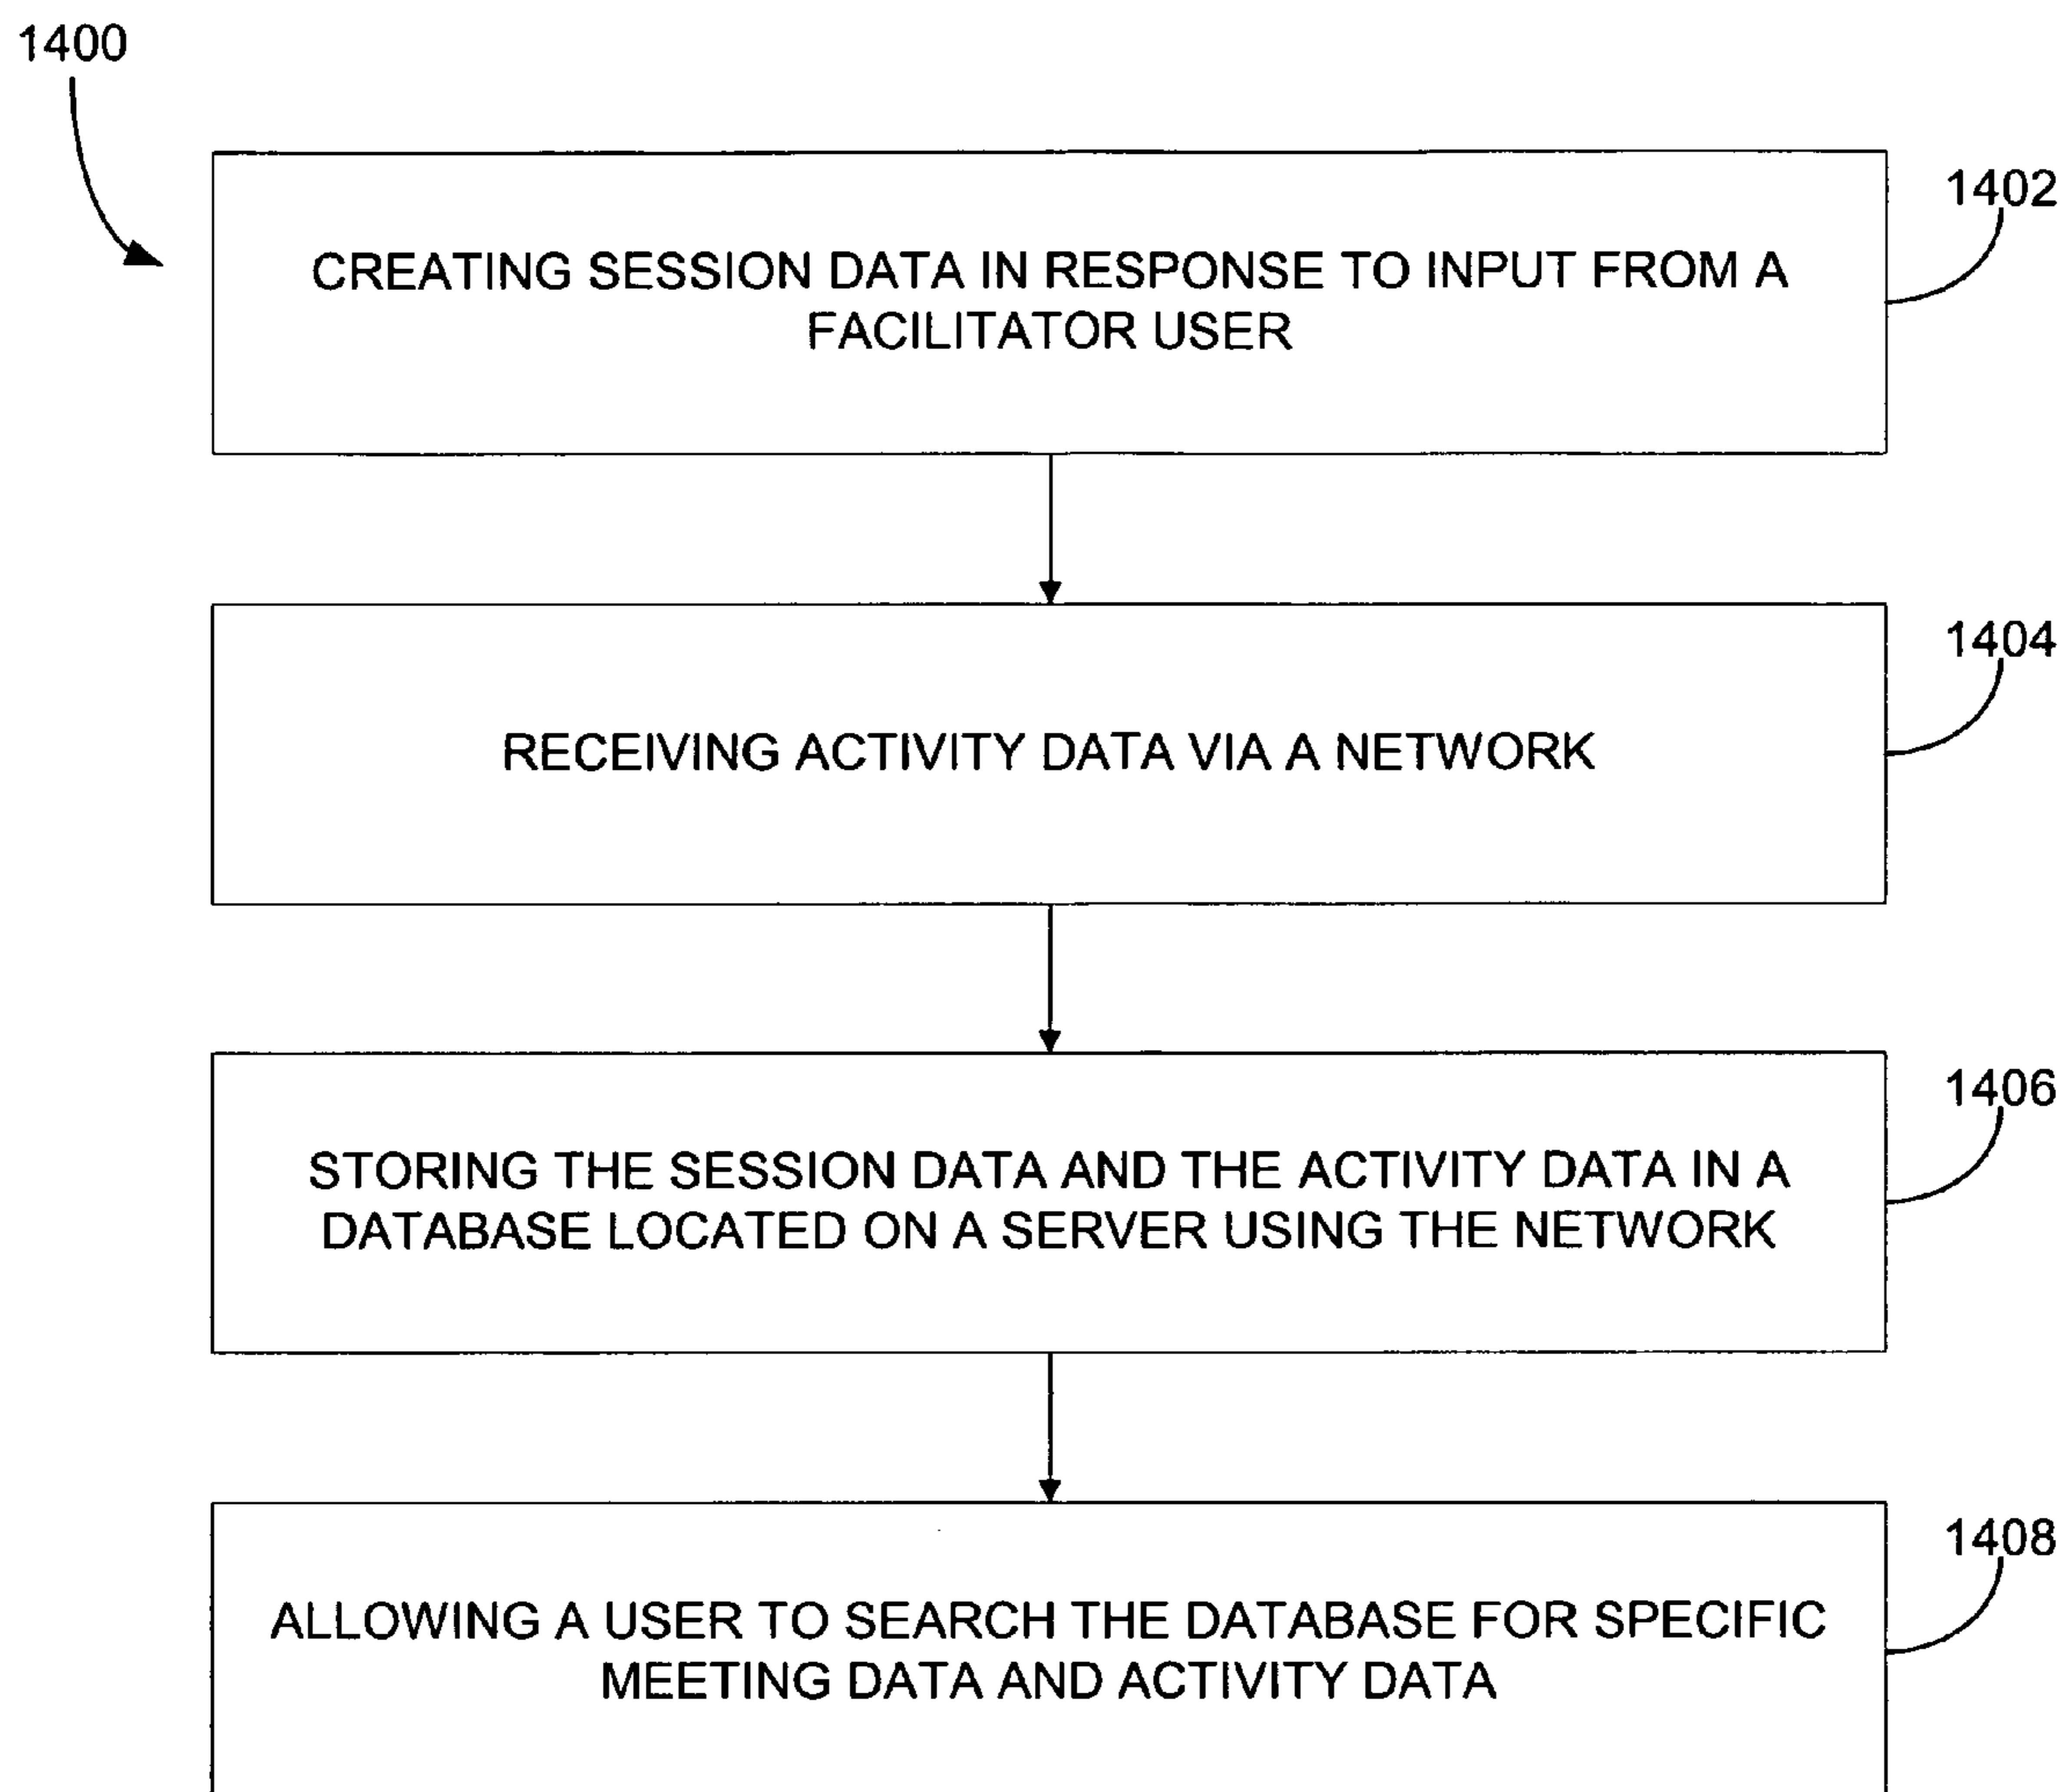 1400
1402
CREATING SESSION DATA IN RESPONSE TO INPUT FROM A
FACILITATOR USER
1404
RECEIVING ACTIVITY DATA VIA A NETWORK
1406
STORING THE SESSION DATA AND THE ACTIVITY DATA IN A
DATABASE LOCATED ON A SERVER USING THE NETWORK
1408
ALLOWING A USER TO SEARCH THE DATABASE FOR SPECIFIC
MEETING DATA AND ACTIVITY DATA